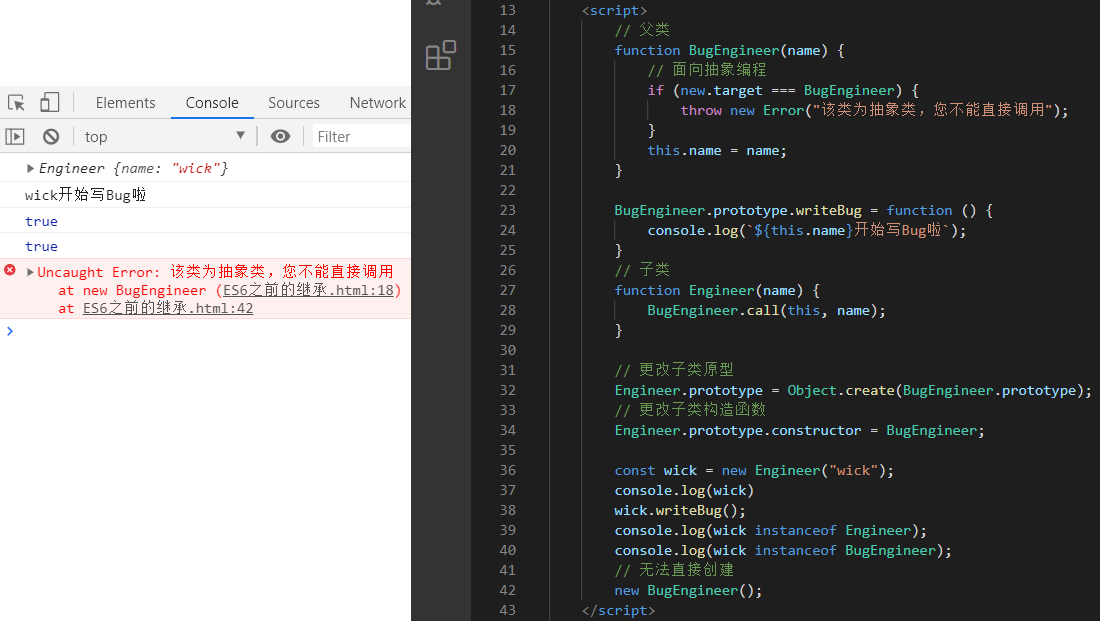 Elements Console Sources Network
top Filter
Engineer {name: "wick"}
wick开始写Bug啦
true
true
Uncaught Error: 该类为抽象类，您不能直接调用
at new BugEngineer (ES6之前的继承.html:18)
at ES6之前的继承.html:42
13 <script>
14 // 父类
15 function BugEngineer(name) {
16 // 面向抽象编程
17 if (new.target === BugEngineer) {
18 throw new Error("该类为抽象类，您不能直接调用");
19 }
20 this.name = name;
21 }
22
23 BugEngineer.prototype.writeBug = function () {
24 console.log(`${this.name}开始写Bug啦`);
25 }
26 // 子类
27 function Engineer(name) {
28 BugEngineer.call(this, name);
29 }
30
31 // 更改子类原型
32 Engineer.prototype = Object.create(BugEngineer.prototype);
33 // 更改子类构造函数
34 Engineer.prototype.constructor = BugEngineer;
35
36 const wick = new Engineer("wick");
37 console.log(wick)
38 wick.writeBug();
39 console.log(wick instanceof Engineer);
40 console.log(wick instanceof BugEngineer);
41 // 无法直接创建
42 new BugEngineer();
43 </script>